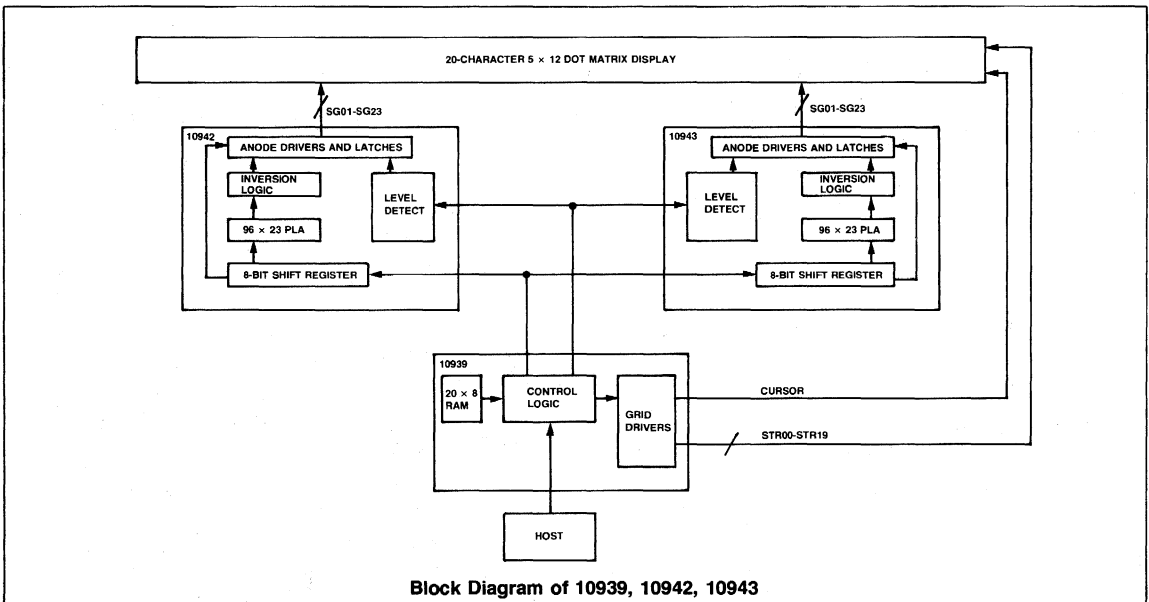 20-CHARACTER 5 × 12 DOT MATRIX DISPLAY
SG01-SG23
SG01-SG23
10942
ANODE DRIVERS AND LATCHES
INVERSION
LOGIC
LEVEL
DETECT
96 × 23 PLA
8-BIT SHIFT REGISTER
10943
ANODE DRIVERS AND LATCHES
LEVEL
DETECT
INVERSION
LOGIC
96 × 23 PLA
8-BIT SHIFT REGISTER
10939
20 × 8
RAM
CONTROL
LOGIC
GRID
DRIVERS
CURSOR
STR00-STR19
HOST
Block Diagram of 10939, 10942, 10943